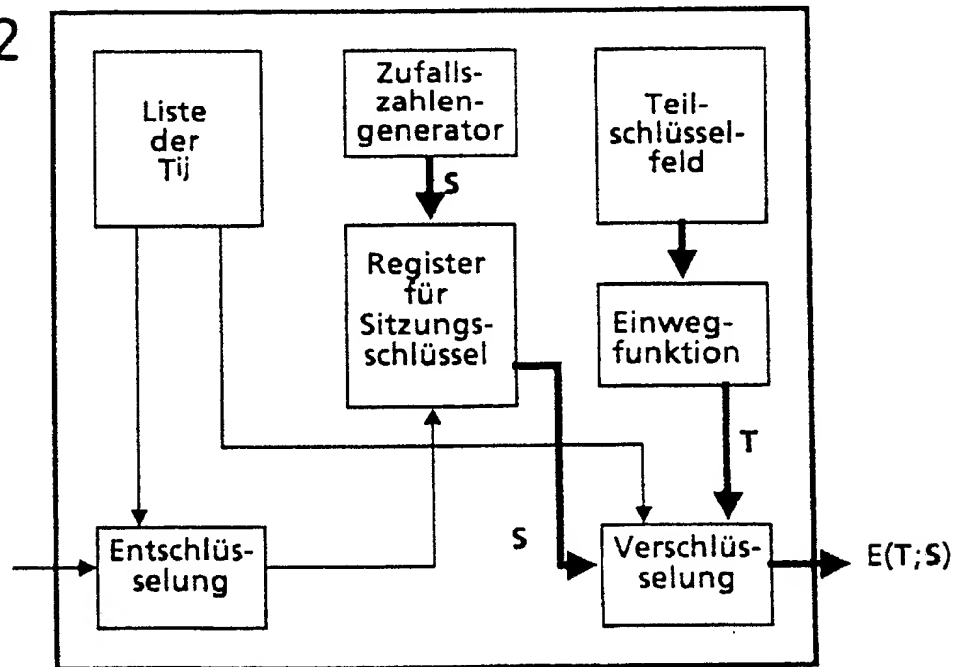 2
Liste
der
Tij
Zufalls-
zahlen-
generator
Teil-
schlüssel-
feld
S
Register
für
Sitzungs-
schlüssel
Einweg-
funktion
T
S
Entschlüs-
selung
Verschlüs-
selung
E(T;S)